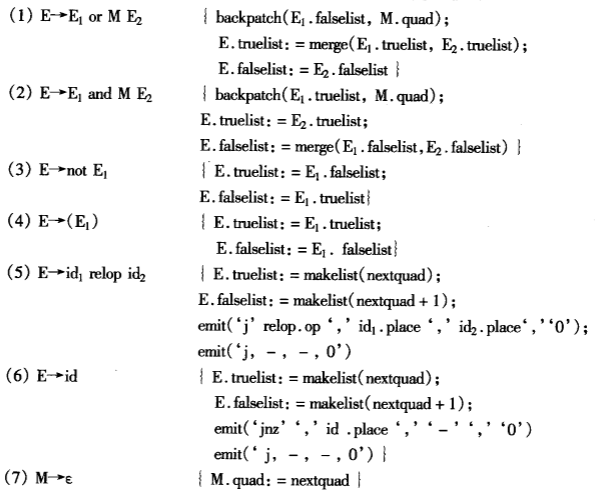 (1) E→E₁ or M E₂ { backpatch(E₁.falselist, M.quad);
E.truelist: = merge(E₁.truelist, E₂.truelist);
E.falselist: = E₂.falselist }
(2) E→E₁ and M E₂ { backpatch(E₁.truelist, M.quad);
E.truelist: = E₂.truelist;
E.falselist: = merge(E₁.falselist,E₂.falselist) }
(3) E→not E₁ { E.truelist: = E₁.falselist;
E.falselist: = E₁.truelist}
(4) E→(E₁) { E.truelist: = E₁.truelist;
E.falselist: = E₁. falselist}
(5) E→id₁ relop id₂ { E.truelist: = makelist(nextquad);
E.falselist: = makelist(nextquad + 1);
emit(‘j’ relop.op ‘,’ id₁.place ‘,’ id₂.place‘,’‘0’);
emit(‘j, －, －, 0’)
(6) E→id { E.truelist: = makelist(nextquad);
E.falselist: = makelist(nextquad + 1);
emit(‘jnz’ ‘,’ id .place ‘,’ ‘－’ ‘,’ ‘0’)
emit(‘ j, －, －, 0’) }
(7) M→ε { M.quad: = nextquad }